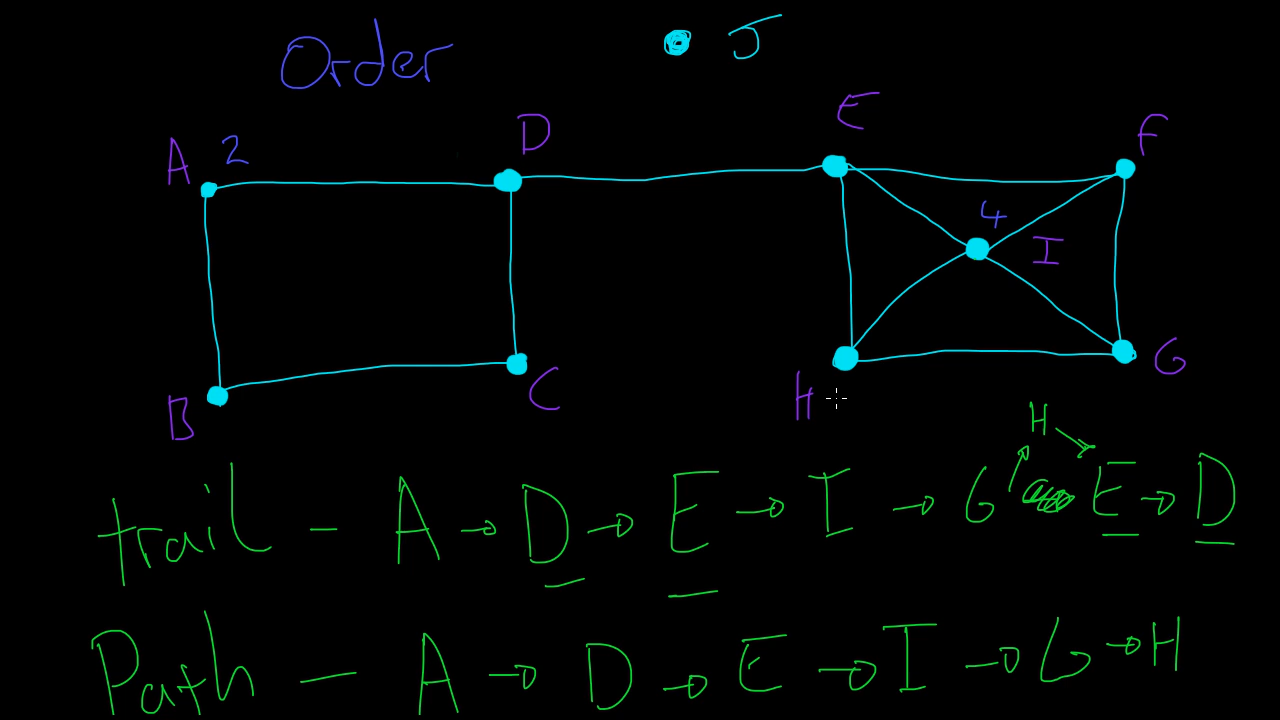 Order
J
E
D
F
A 2
4
I
G
H
C
B
H
trail - A → D → E → I → G E → D
Path - A → D → E → I → G → H